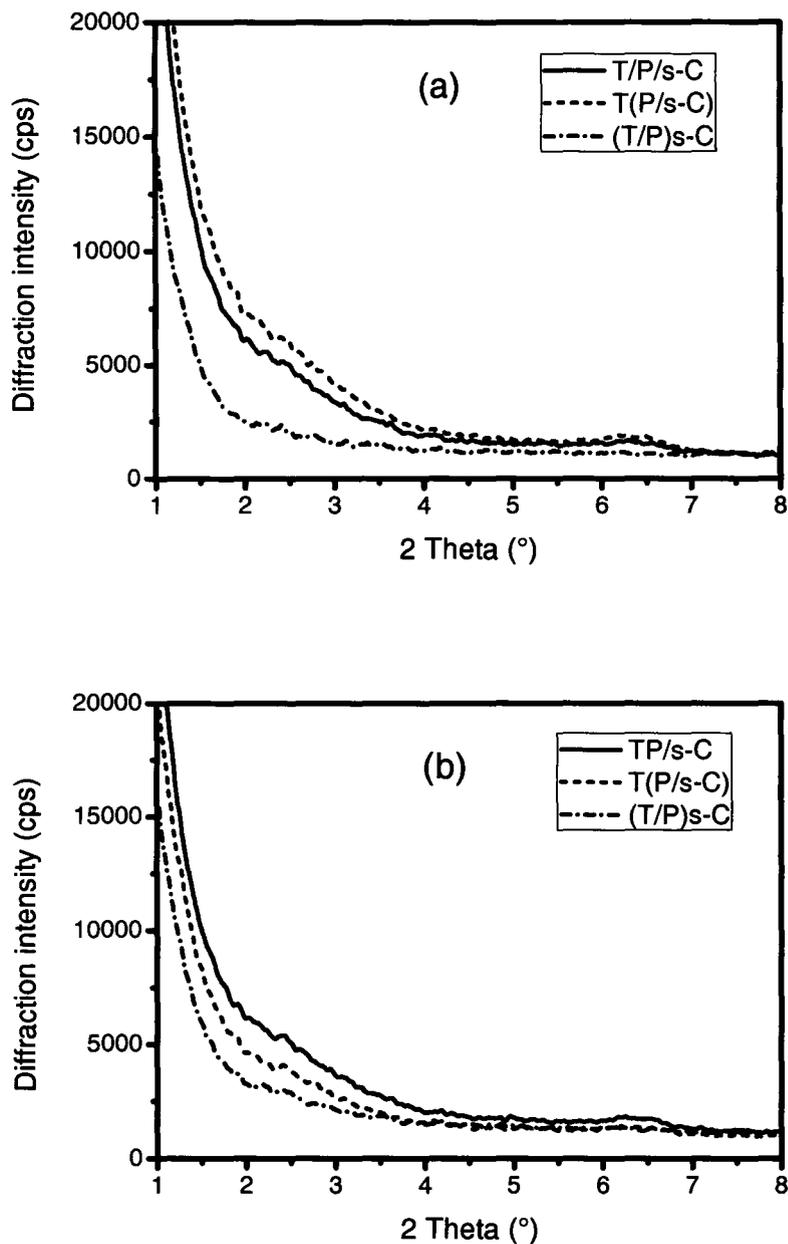 20000
15000
10000
5000
0
Diffraction intensity (cps)
(a)
T/P/s-C
T(P/s-C)
(T/P)s-C
1 2 3 4 5 6 7 8
2 Theta (°)
20000
15000
10000
5000
0
Diffraction intensity (cps)
(b)
TP/s-C
T(P/s-C)
(T/P)s-C
1 2 3 4 5 6 7 8
2 Theta (°)